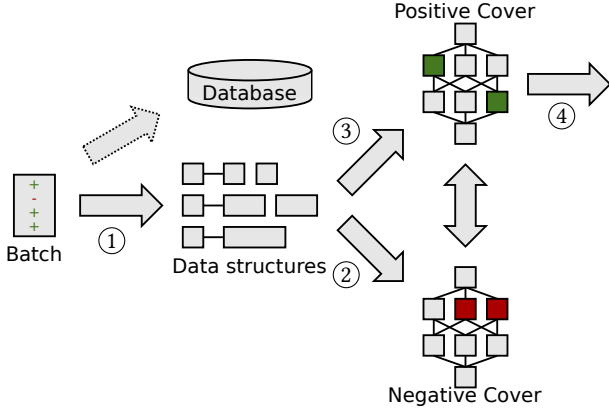 Positive Cover
Database
④
③
+
-
+
+
①
Batch
Data structures
②
Negative Cover